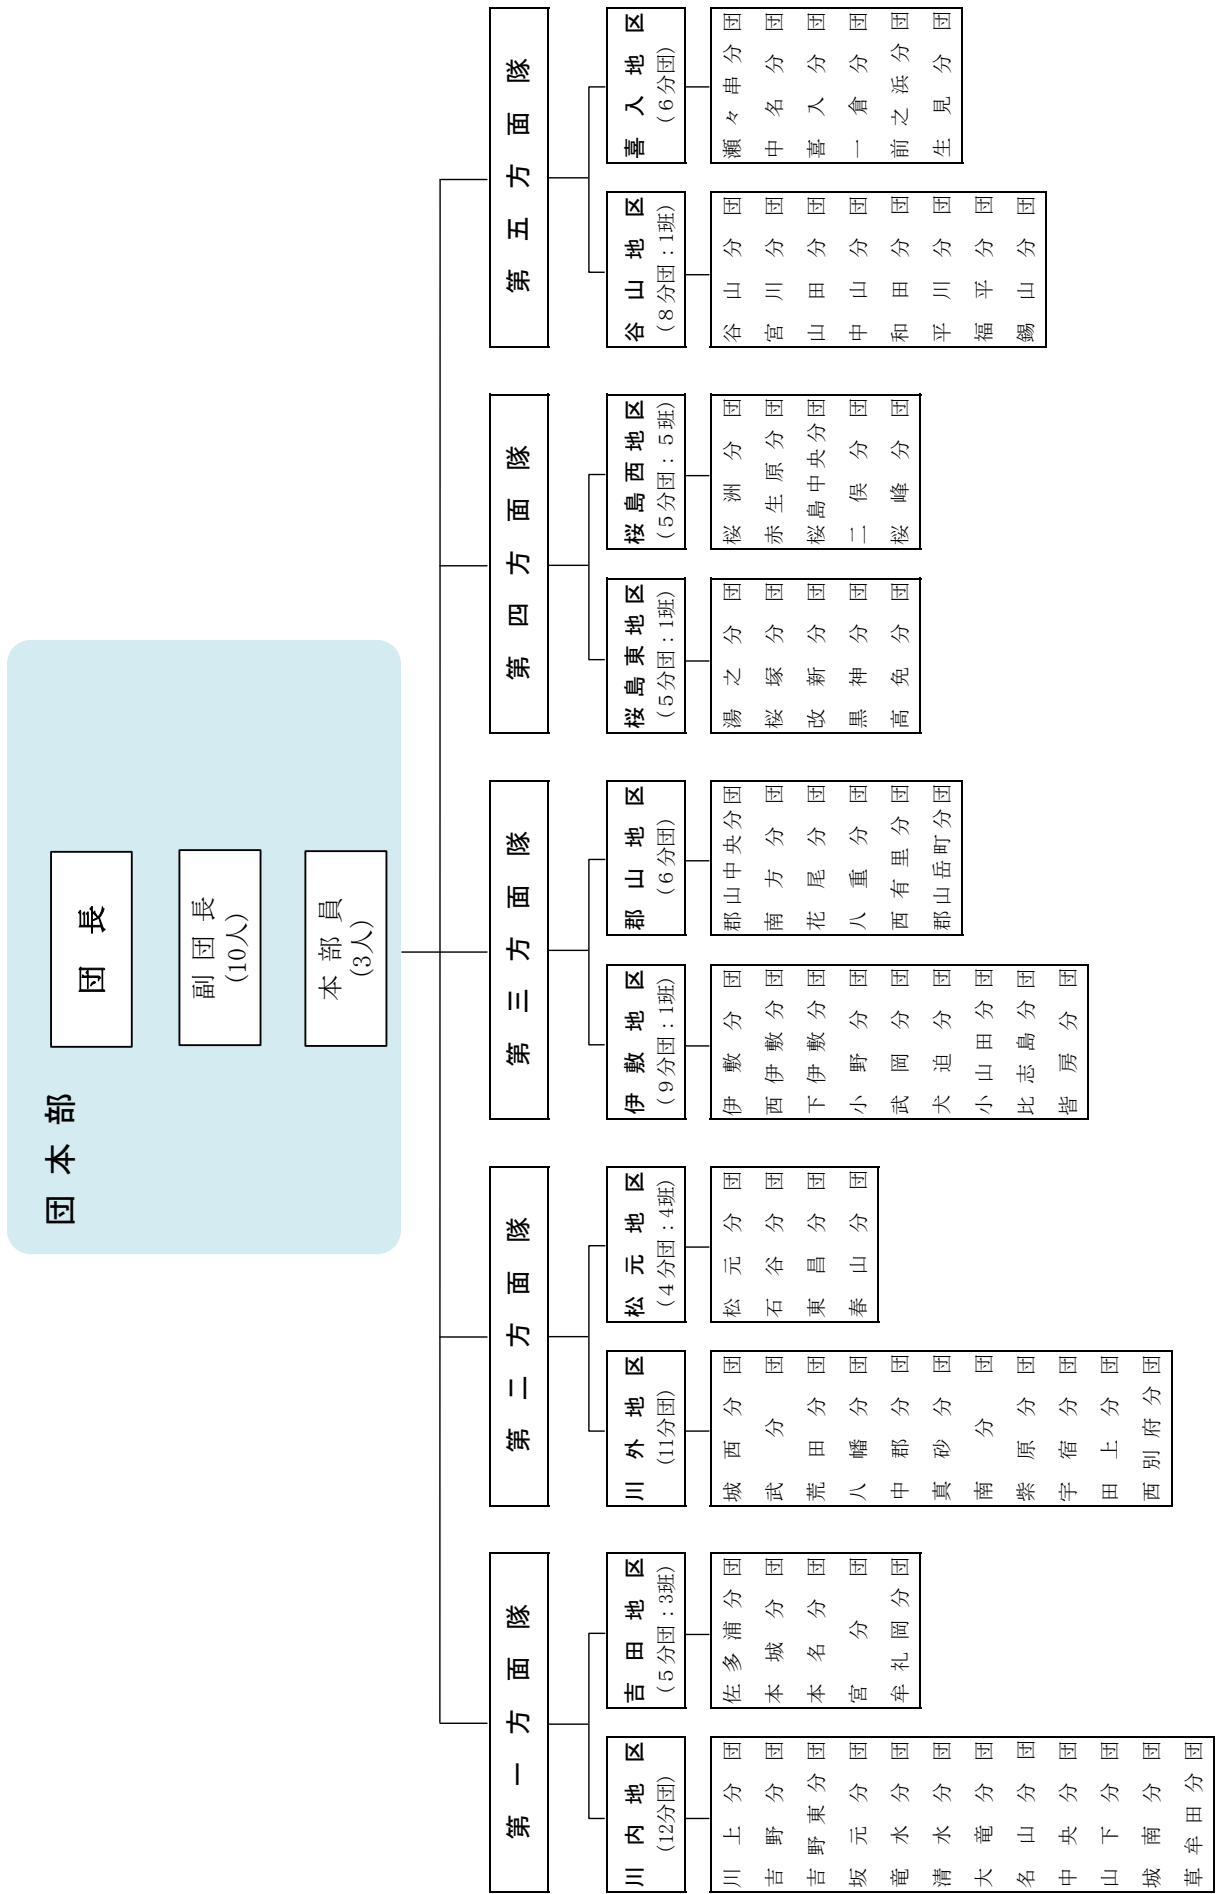 団本部
団長
副団長
(10人)
本部員
(3人)
第一方面隊
川内地区
(12分団)
川上分団
吉野分団
吉野東分団
坂元分団
竜水分団
清水分団
大竜分団
名山分団
中央分団
山下分団
城南分団
草牟田分団
吉田地区
(5分団：3班)
佐多浦分団
本城分団
本名分団
宮分団
牟礼岡分団
第二方面隊
川外地区
(11分団)
城西分団
武分団
荒田分団
八幡分団
中郡分団
真砂分団
南分団
紫原分団
宇宿分団
田上分団
西別府分団
松元地区
(4分団：4班)
松元分団
石谷分団
東昌分団
春山分団
第三方面隊
伊敷地区
(9分団：1班)
伊敷分団
西伊敷分団
下伊敷分団
小野分団
武岡分団
犬迫分団
小山田分団
比志島分団
皆房分団
郡山地区
(6分団)
郡山中央分団
南方分団
花尾分団
八重分団
西有里分団
郡山岳町分団
第四方面隊
桜島東地区
(5分団：1班)
湯之分団
桜塚分団
改新分団
黒神分団
高免分団
桜島西地区
(5分団：5班)
桜洲分団
赤生原分団
桜島中央分団
二俣分団
桜峰分団
第五方面隊
谷山地区
(8分団：1班)
谷山分団
宮川分団
山田分団
中山分団
和田分団
平川分団
福平分団
錫山分団
喜入地区
(6分団)
瀬々串分団
中名分団
喜入分団
一倉分団
前之浜分団
生見分団